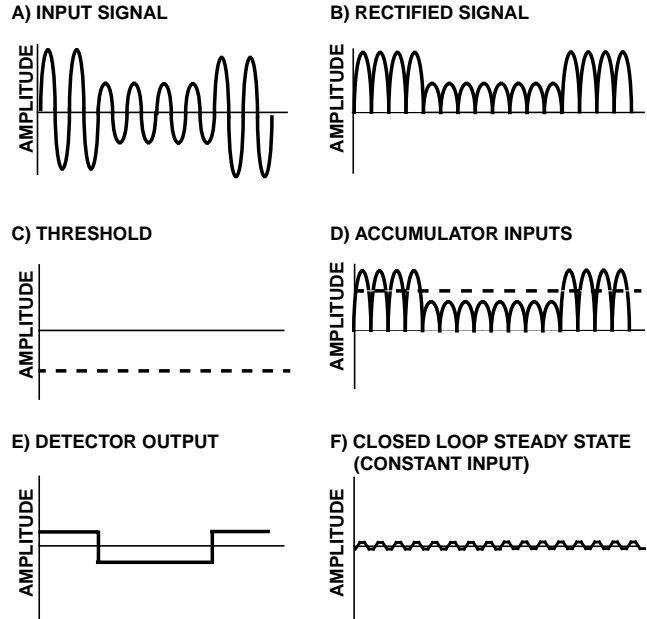 A) INPUT SIGNAL
B) RECTIFIED SIGNAL
AMPLITUDE
AMPLITUDE
C) THRESHOLD
D) ACCUMULATOR INPUTS
AMPLITUDE
AMPLITUDE
E) DETECTOR OUTPUT
F) CLOSED LOOP STEADY STATE
(CONSTANT INPUT)
AMPLITUDE
AMPLITUDE